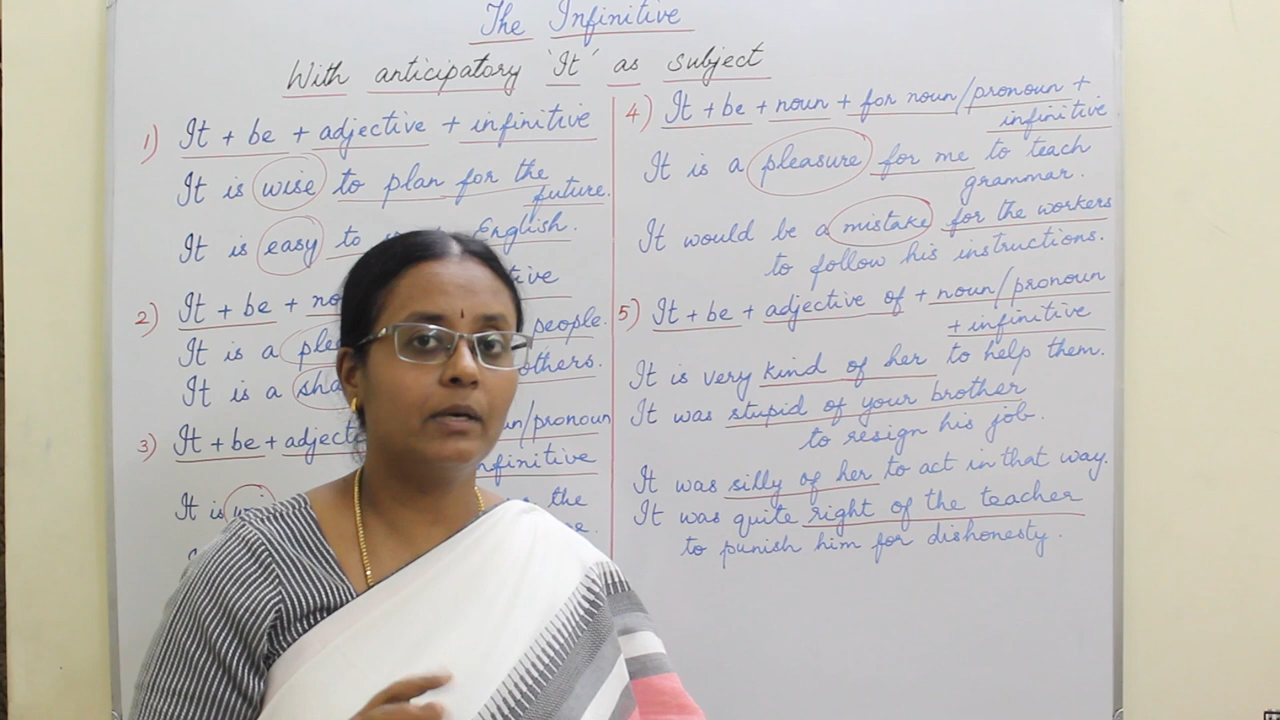 The Infinitive
With anticipatory 'It' as subject
1) It + be + adjective + infinitive
It is wise to plan for the
future.
It is easy to English.
2) It + be +
It is a people.
It is a others.
3) It + be + /pronoun
It is the
4) It + be + noun + for noun/pronoun +
infinitive
It is a pleasure for me to teach
grammar.
It would be a mistake for the workers
to follow his instructions.
5) It + be + adjective of + noun/pronoun
+ infinitive
It is very kind of her to help them.
It was stupid of your brother
to resign his job.
It was silly of her to act in that way.
It was quite right of the teacher
to punish him for dishonesty.